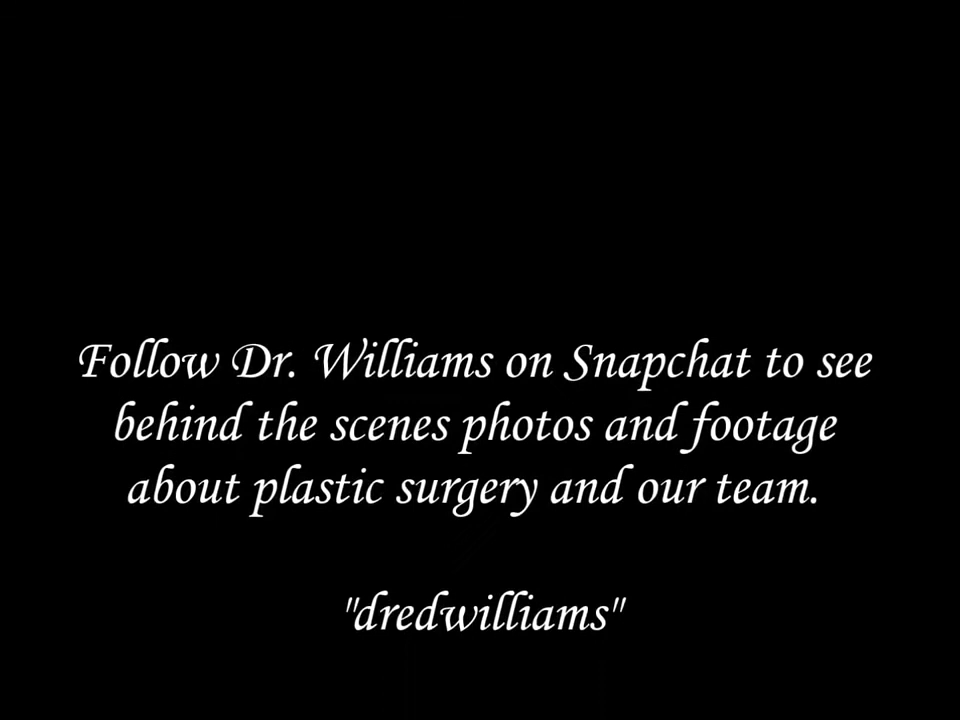 Follow Dr. Williams on Snapchat to see
behind the scenes photos and footage
about plastic surgery and our team.
"dredwilliams"